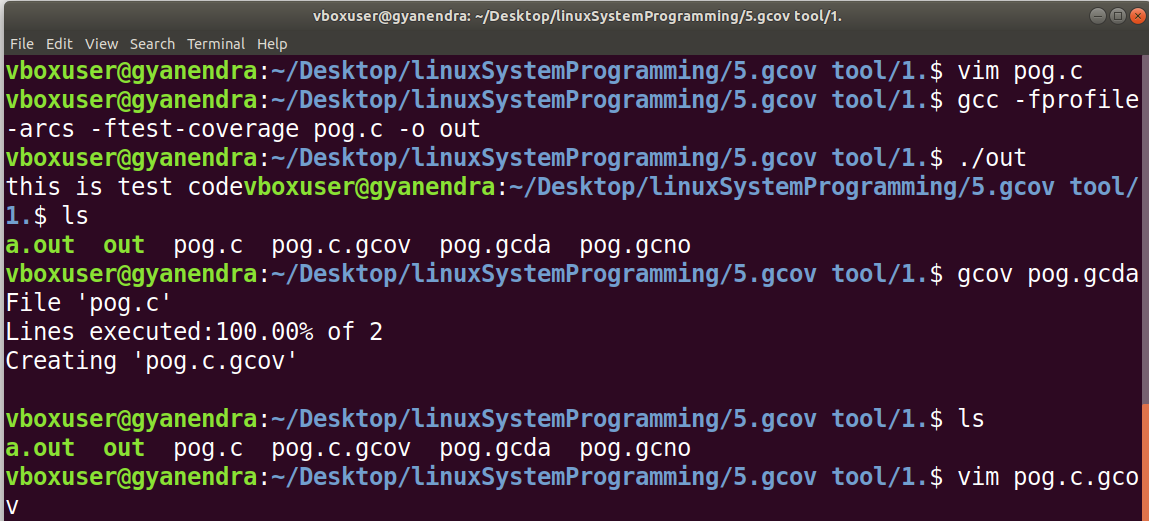 vboxuser@gyanendra: ~/Desktop/linuxSystemProgramming/5.gcov tool/1.
File Edit View Search Terminal Help
vboxuser@gyanendra:~/Desktop/linuxSystemProgramming/5.gcov tool/1.$ vim pog.c
vboxuser@gyanendra:~/Desktop/linuxSystemProgramming/5.gcov tool/1.$ gcc -fprofile
-arcs -ftest-coverage pog.c -o out
vboxuser@gyanendra:~/Desktop/linuxSystemProgramming/5.gcov tool/1.$ ./out
this is test codevboxuser@gyanendra:~/Desktop/linuxSystemProgramming/5.gcov tool/
1.$ ls
a.out  out  pog.c  pog.c.gcov  pog.gcda  pog.gcno
vboxuser@gyanendra:~/Desktop/linuxSystemProgramming/5.gcov tool/1.$ gcov pog.gcda
File 'pog.c'
Lines executed:100.00% of 2
Creating 'pog.c.gcov'
vboxuser@gyanendra:~/Desktop/linuxSystemProgramming/5.gcov tool/1.$ ls
a.out  out  pog.c  pog.c.gcov  pog.gcda  pog.gcno
vboxuser@gyanendra:~/Desktop/linuxSystemProgramming/5.gcov tool/1.$ vim pog.c.gco
v